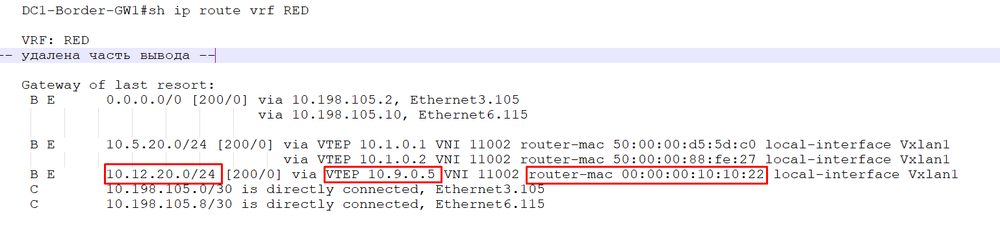 DC1-Border-GW1#sh ip route vrf RED
VRF: RED
-- удалена часть вывода --
Gateway of last resort:
B E 0.0.0.0/0 [200/0] via 10.198.105.2, Ethernet3.105
via 10.198.105.10, Ethernet6.115
B E 10.5.20.0/24 [200/0] via VTEP 10.1.0.1 VNI 11002 router-mac 50:00:00:d5:5d:c0 local-interface Vxlan1
via VTEP 10.1.0.2 VNI 11002 router-mac 50:00:00:88:fe:27 local-interface Vxlan1
B E 10.12.20.0/24 [200/0] via VTEP 10.9.0.5 VNI 11002 router-mac 00:00:00:10:10:22 local-interface Vxlan1
C 10.198.105.0/30 is directly connected, Ethernet3.105
C 10.198.105.8/30 is directly connected, Ethernet6.115